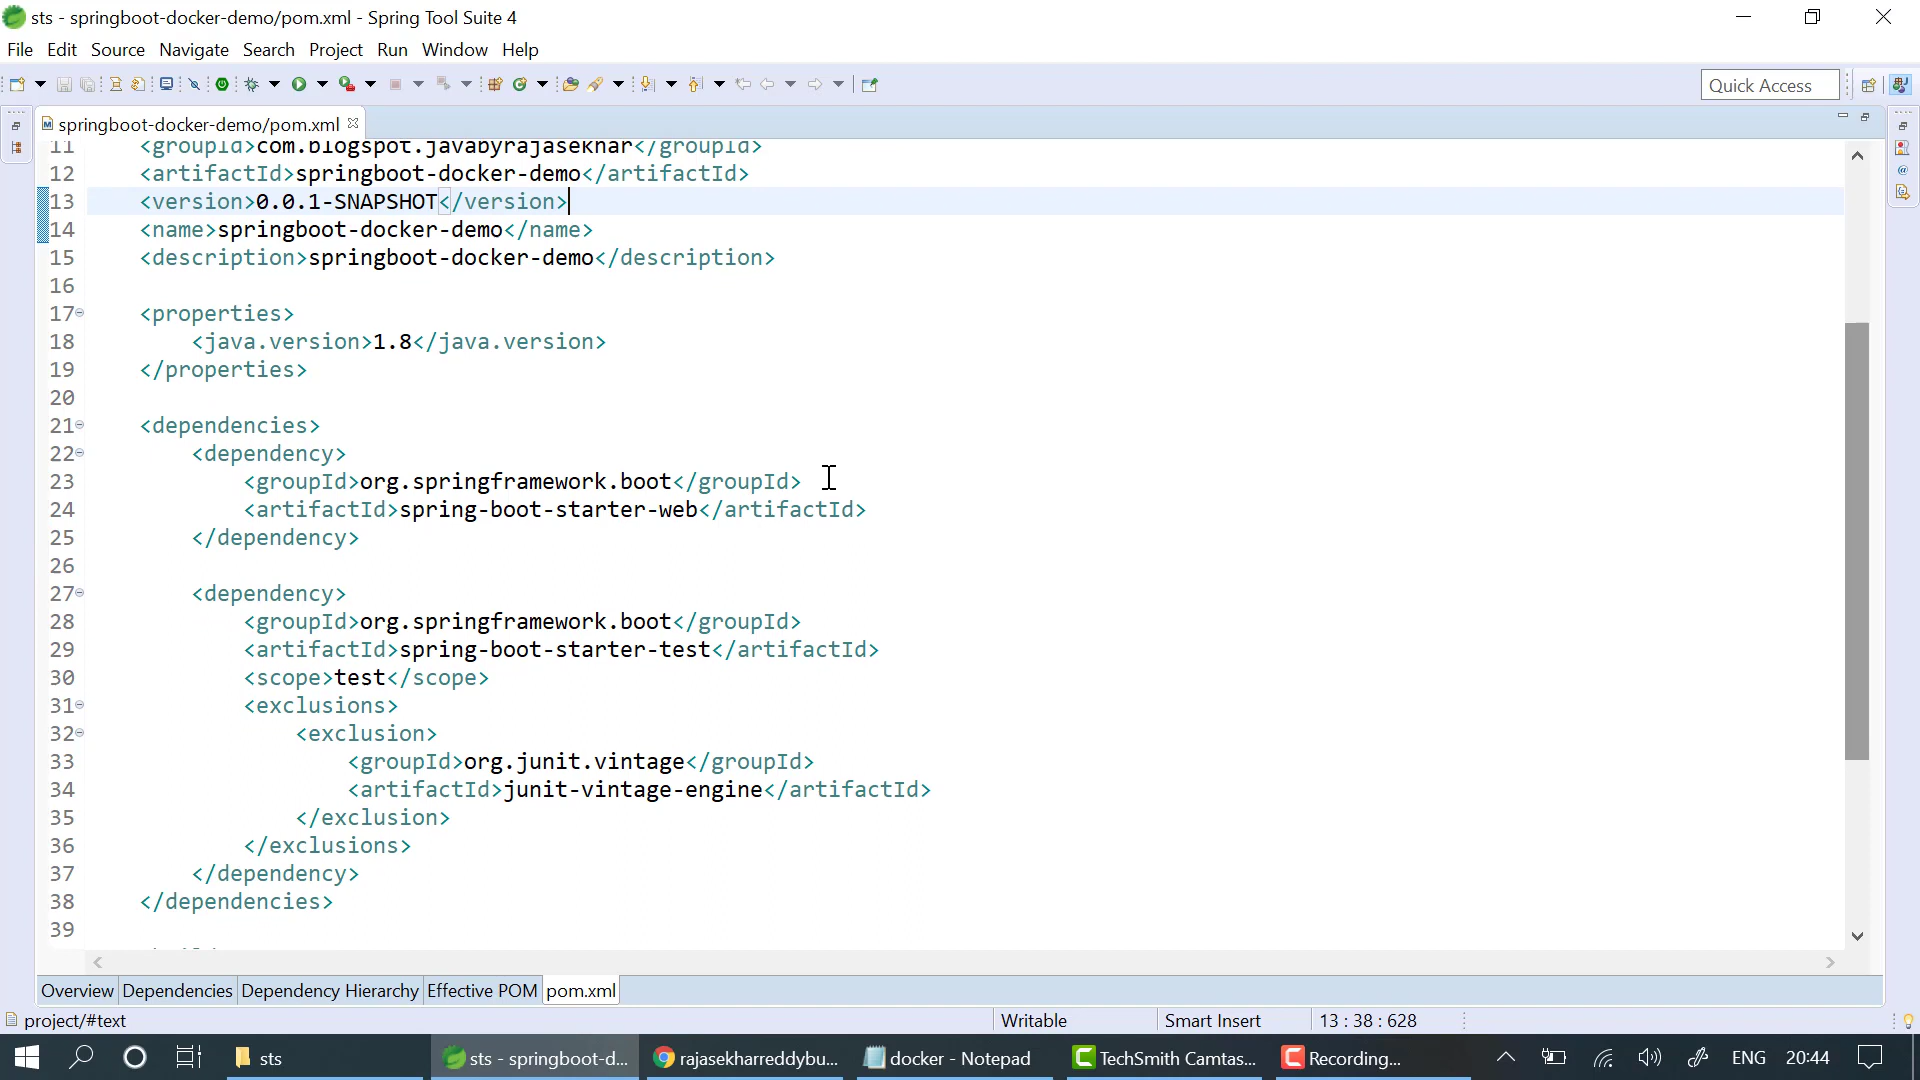 sts - springboot-docker-demo/pom.xml - Spring Tool Suite 4
File Edit Source Navigate Search Project Run Window Help
Quick Access
springboot-docker-demo/pom.xml
11 <groupId>com.blogspot.javabyrajasekhar</groupId>
12 <artifactId>springboot-docker-demo</artifactId>
13 <version>0.0.1-SNAPSHOT</version>
14 <name>springboot-docker-demo</name>
15 <description>springboot-docker-demo</description>
16
17 <properties>
18 <java.version>1.8</java.version>
19 </properties>
20
21 <dependencies>
22 <dependency>
23 <groupId>org.springframework.boot</groupId>
24 <artifactId>spring-boot-starter-web</artifactId>
25 </dependency>
26
27 <dependency>
28 <groupId>org.springframework.boot</groupId>
29 <artifactId>spring-boot-starter-test</artifactId>
30 <scope>test</scope>
31 <exclusions>
32 <exclusion>
33 <groupId>org.junit.vintage</groupId>
34 <artifactId>junit-vintage-engine</artifactId>
35 </exclusion>
36 </exclusions>
37 </dependency>
38 </dependencies>
39
Overview Dependencies Dependency Hierarchy Effective POM pom.xml
project/#text Writable Smart Insert 13 : 38 : 628
sts sts - springboot-d... rajasekharreddybu... docker - Notepad TechSmith Camtas... Recording... ENG 20:44